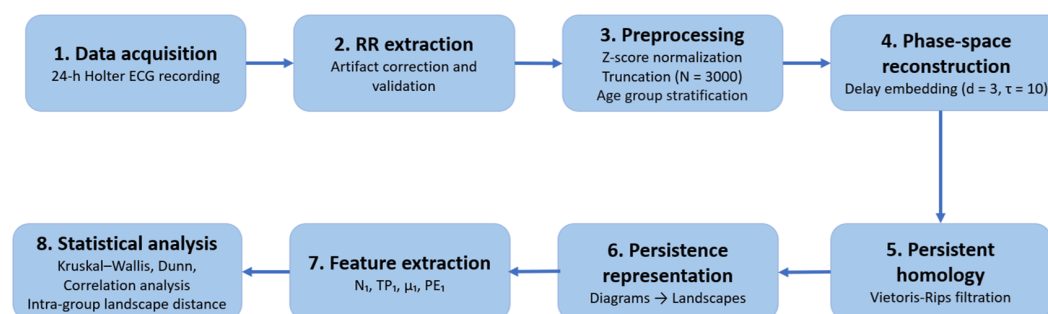 1. Data acquisition
24-h Holter ECG recording
2. RR extraction
Artifact correction and
validation
3. Preprocessing
Z-score normalization
Truncation (N = 3000)
Age group stratification
4. Phase-space
reconstruction
Delay embedding (d = 3, τ = 10)
5. Persistent
homology
Vietoris-Rips filtration
6. Persistence
representation
Diagrams → Landscapes
7. Feature extraction
N₁, TP₁, μ₁, PE₁
8. Statistical analysis
Kruskal–Wallis, Dunn,
Correlation analysis
Intra-group landscape distance